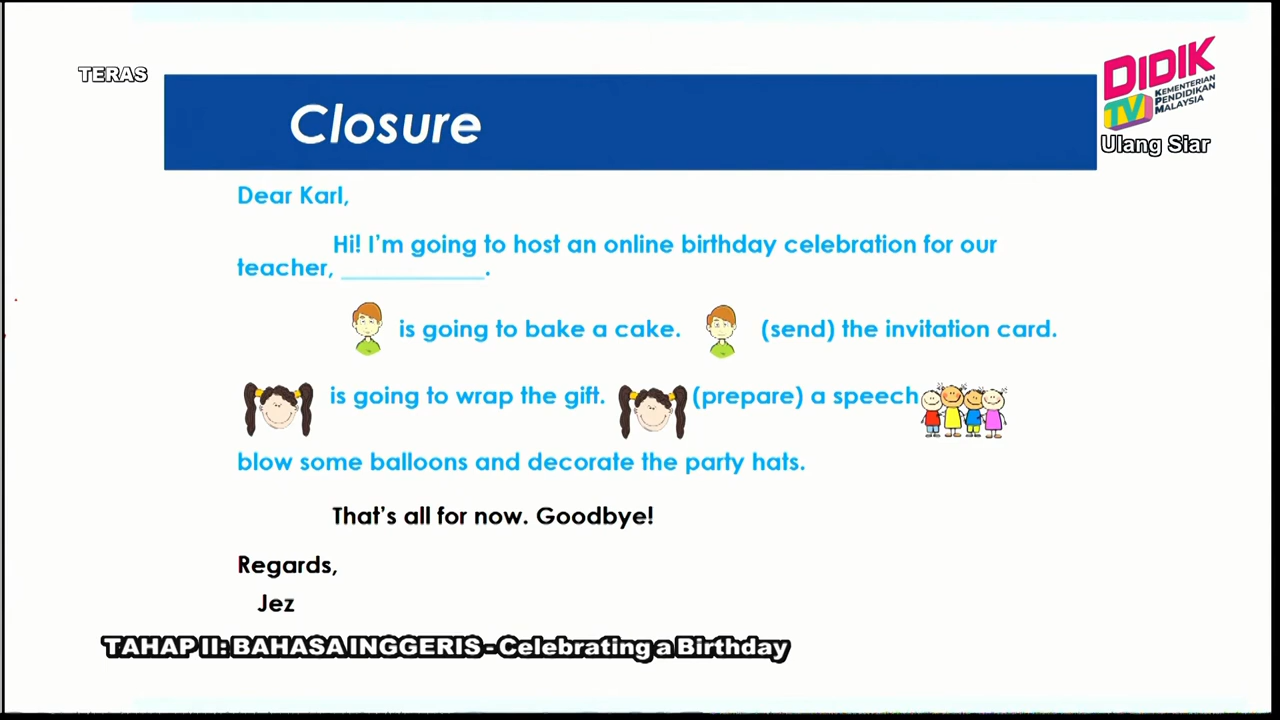 TERAS
DIDIK
TV
KEMENTERIAN
PENDIDIKAN
MALAYSIA
Ulang Siar
Closure
Dear Karl,
Hi! I'm going to host an online birthday celebration for our
teacher, ____________.
is going to bake a cake. (send) the invitation card.
is going to wrap the gift. (prepare) a speech
blow some balloons and decorate the party hats.
That's all for now. Goodbye!
Regards,
Jez
TAHAP II: BAHASA INGGERIS - Celebrating a Birthday